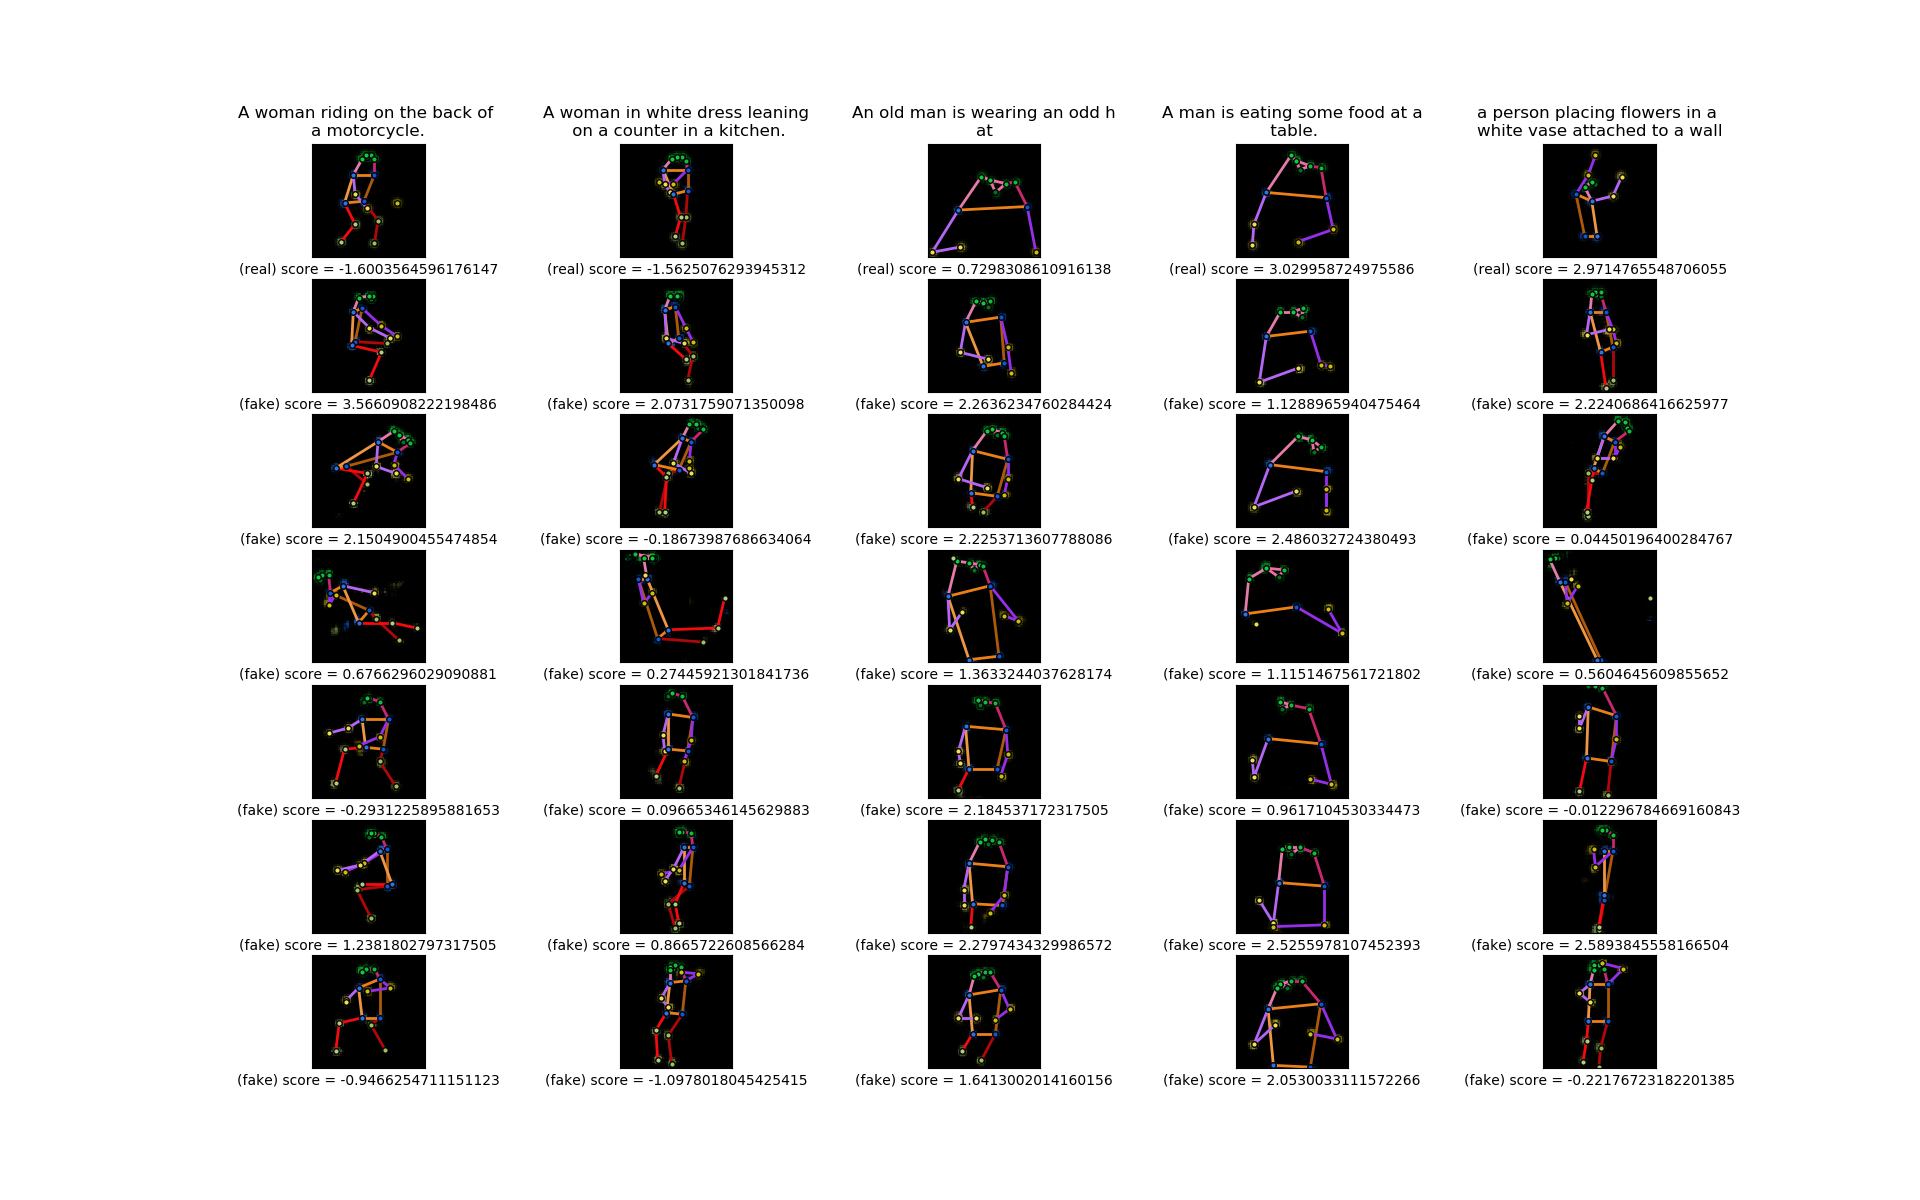 A woman riding on the back of
a motorcycle.
A woman in white dress leaning
on a counter in a kitchen.
An old man is wearing an odd h
at
A man is eating some food at a
table.
a person placing flowers in a
white vase attached to a wall
(real) score = -1.6003564596176147
(real) score = -1.5625076293945312
(real) score = 0.7298308610916138
(real) score = 3.029958724975586
(real) score = 2.9714765548706055
(fake) score = 3.5660908222198486
(fake) score = 2.0731759071350098
(fake) score = 2.2636234760284424
(fake) score = 1.1288965940475464
(fake) score = 2.2240686416625977
(fake) score = 2.1504900455474854
(fake) score = -0.18673987686634064
(fake) score = 2.2253713607788086
(fake) score = 2.486032724380493
(fake) score = 0.04450196400284767
(fake) score = 0.6766296029090881
(fake) score = 0.27445921301841736
(fake) score = 1.3633244037628174
(fake) score = 1.1151467561721802
(fake) score = 0.5604645609855652
(fake) score = -0.2931225895881653
(fake) score = 0.09665346145629883
(fake) score = 2.184537172317505
(fake) score = 0.9617104530334473
(fake) score = -0.012296784669160843
(fake) score = 1.2381802797317505
(fake) score = 0.8665722608566284
(fake) score = 2.2797434329986572
(fake) score = 2.5255978107452393
(fake) score = 2.5893845558166504
(fake) score = -0.9466254711151123
(fake) score = -1.0978018045425415
(fake) score = 1.6413002014160156
(fake) score = 2.0530033111572266
(fake) score = -0.22176723182201385